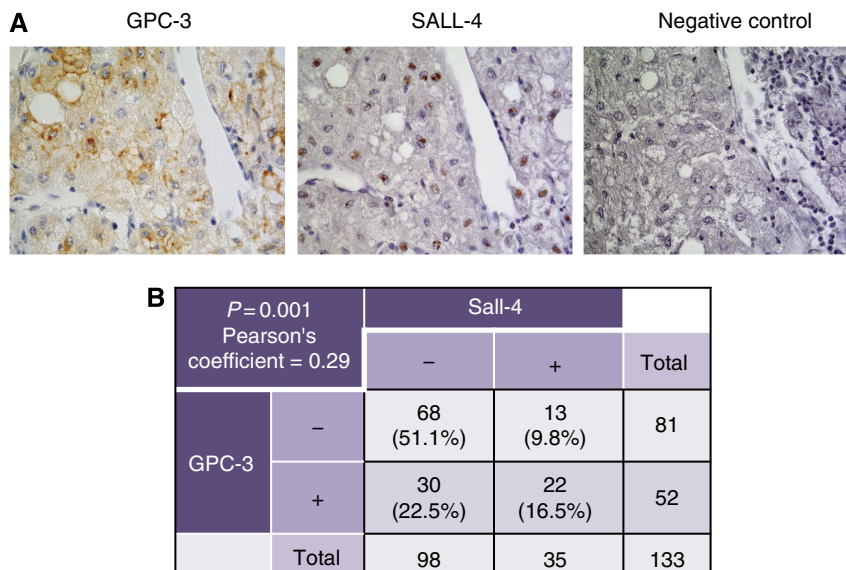 A
GPC-3
SALL-4
Negative control
B
P = 0.001
Pearson's
coefficient = 0.29
Sall-4
–
+
Total
GPC-3
–
68
(51.1%)
13
(9.8%)
81
+
30
(22.5%)
22
(16.5%)
52
Total
98
35
133